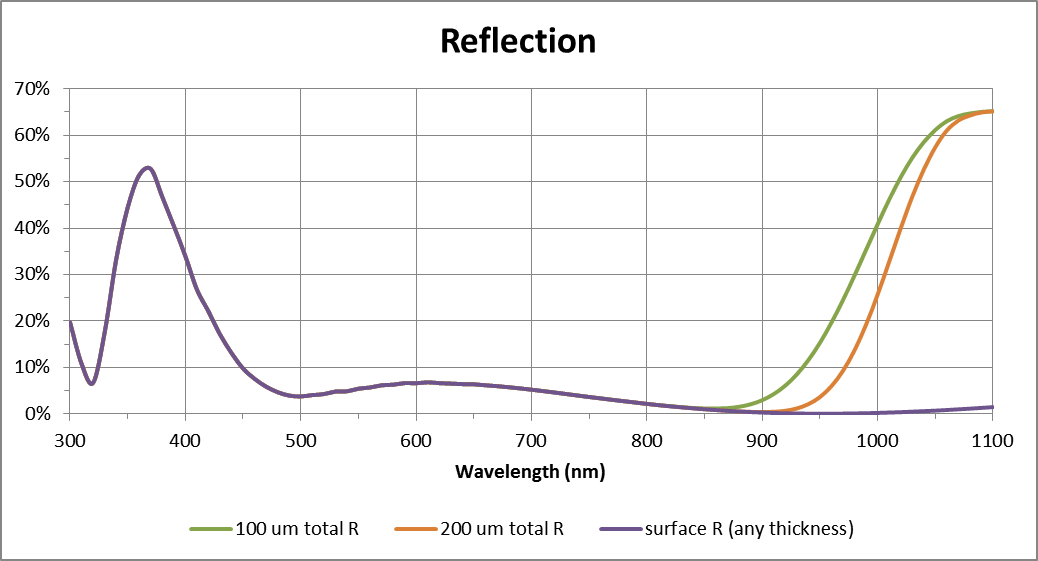 Reflection
70%
60%
50%
40%
30%
20%
10%
0%
300 400 500 600 700 800 900 1000 1100
Wavelength (nm)
100 um total R 200 um total R surface R (any thickness)